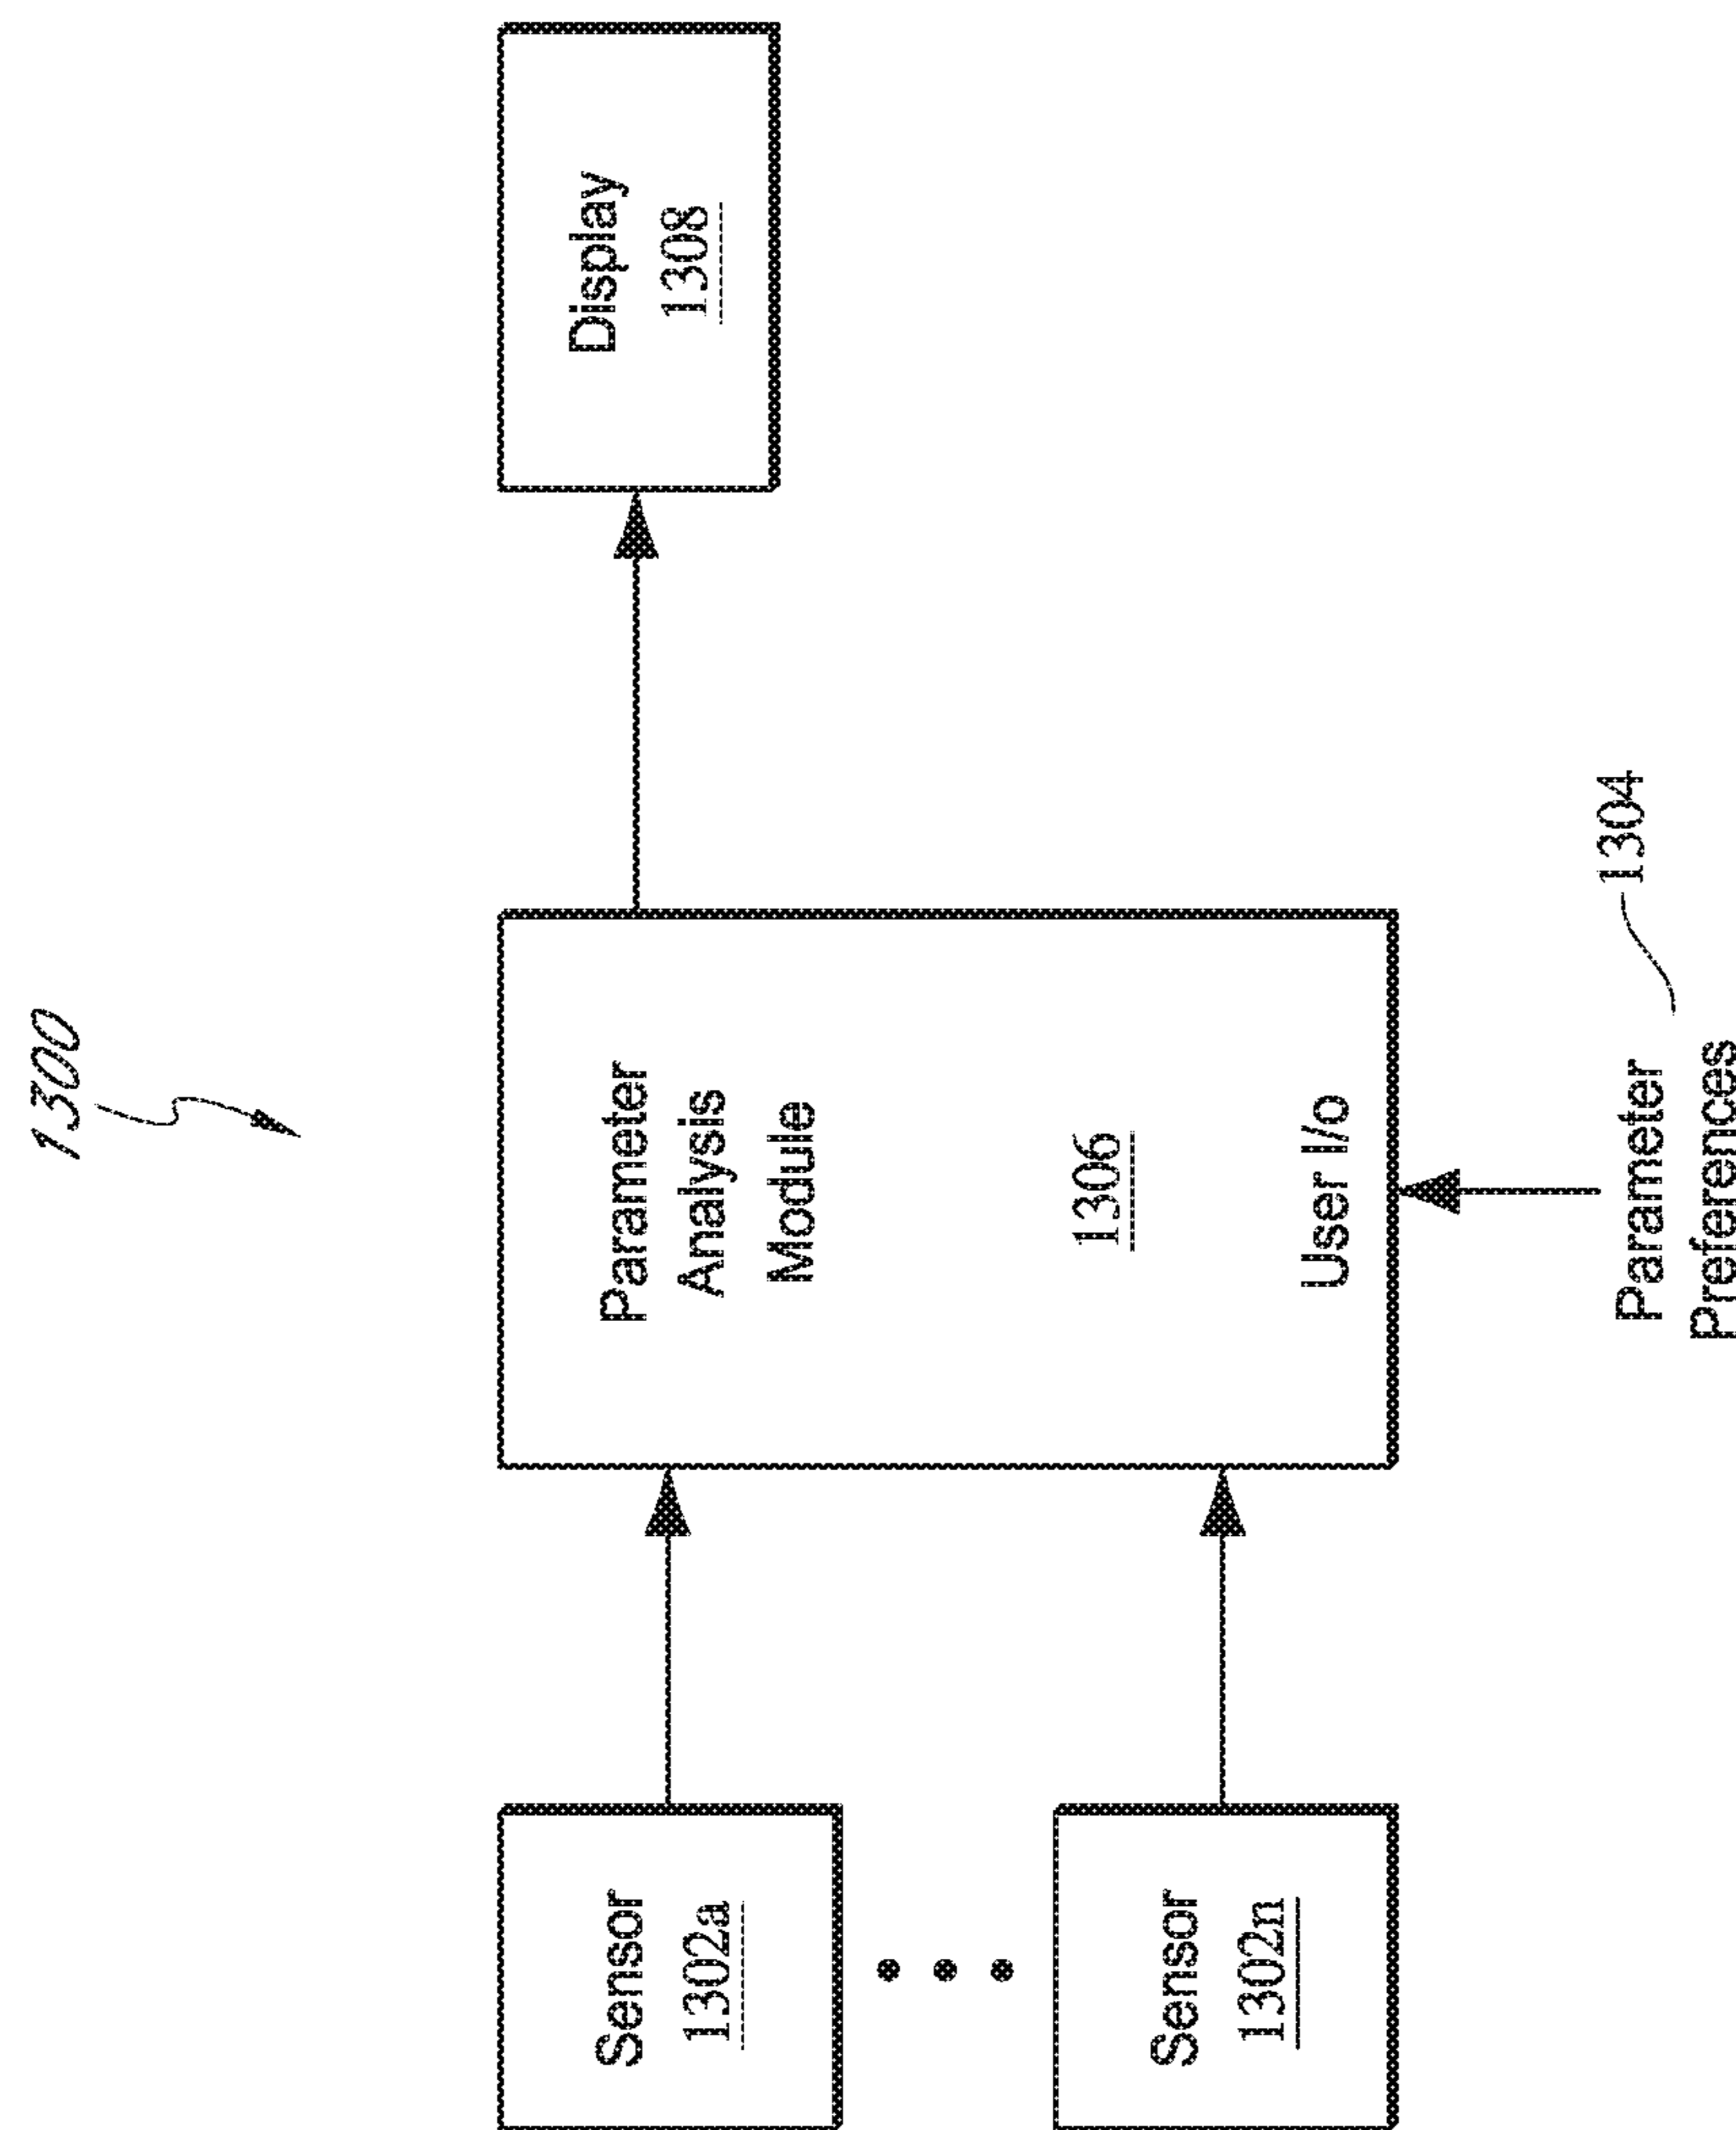 1300
Sensor
1302a
Sensor
1302n
Parameter
Analysis
Module
1306
User I/o
Display
1308
1304
Parameter
Preferences